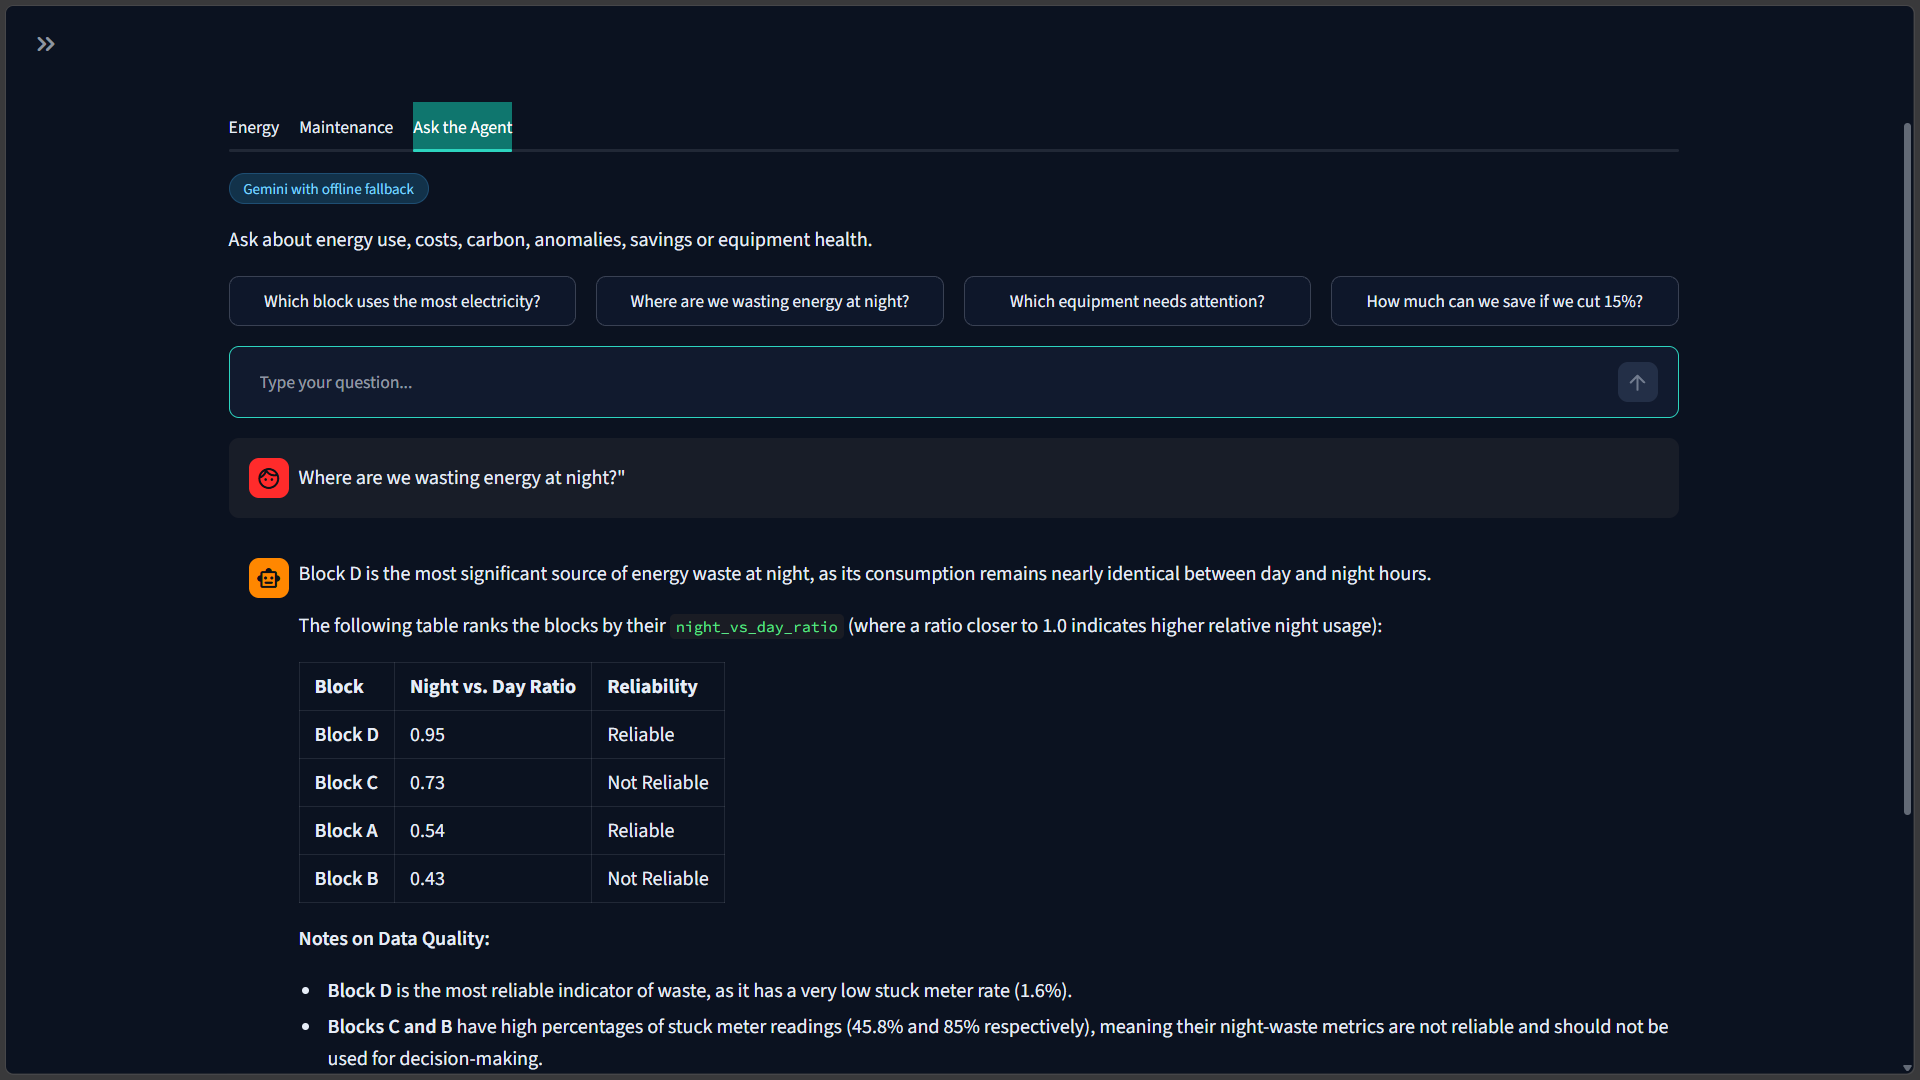 Energy Maintenance Ask the Agent
Gemini with offline fallback
Ask about energy use, costs, carbon, anomalies, savings or equipment health.
Which block uses the most electricity? Where are we wasting energy at night? Which equipment needs attention? How much can we save if we cut 15%?
Type your question...
Where are we wasting energy at night?"
Block D is the most significant source of energy waste at night, as its consumption remains nearly identical between day and night hours.
The following table ranks the blocks by their night_vs_day_ratio (where a ratio closer to 1.0 indicates higher relative night usage):
Block Night vs. Day Ratio Reliability
Block D 0.95 Reliable
Block C 0.73 Not Reliable
Block A 0.54 Reliable
Block B 0.43 Not Reliable
Notes on Data Quality:
Block D is the most reliable indicator of waste, as it has a very low stuck meter rate (1.6%).
Blocks C and B have high percentages of stuck meter readings (45.8% and 85% respectively), meaning their night-waste metrics are not reliable and should not be
used for decision-making.